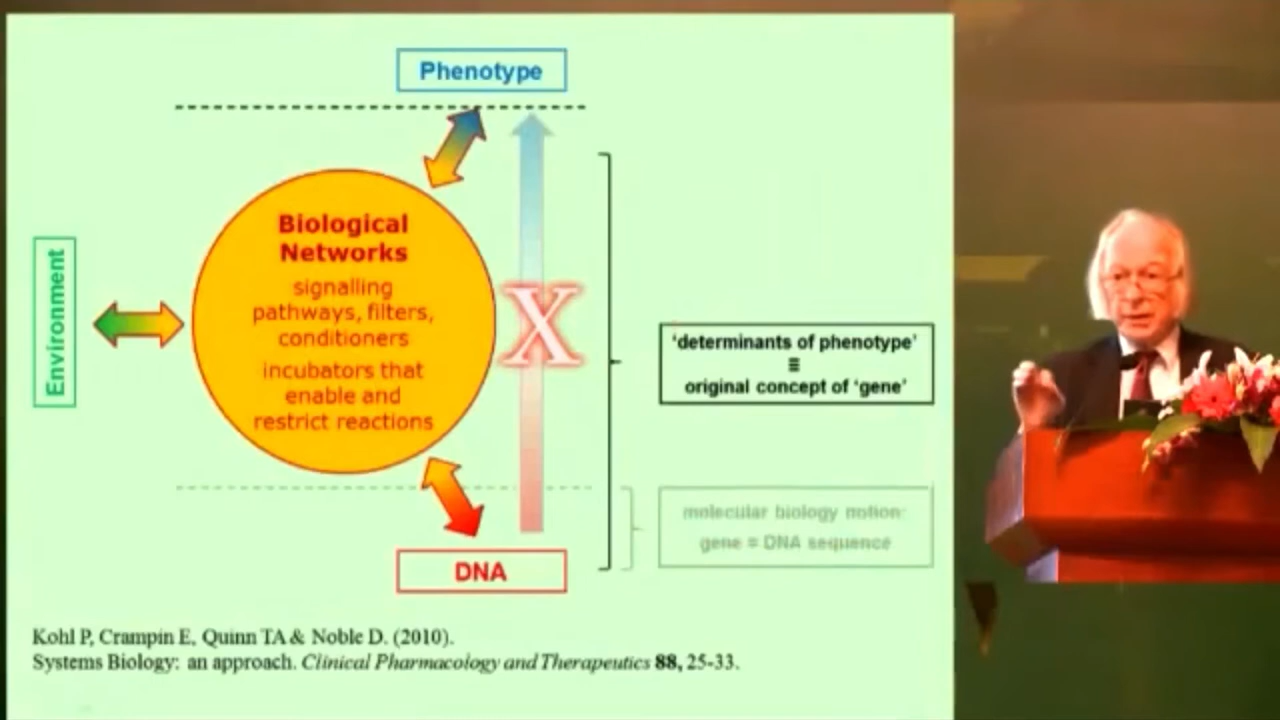 Phenotype
Environment
Biological
Networks
signalling
pathways, filters,
conditioners
incubators that
enable and
restrict reactions
X
‘determinants of phenotype’
≡
original concept of ‘gene’
molecular biology notion:
gene ≡ DNA sequence
DNA
Kohl P, Crampin E, Quinn TA & Noble D. (2010).
Systems Biology: an approach. Clinical Pharmacology and Therapeutics 88, 25-33.